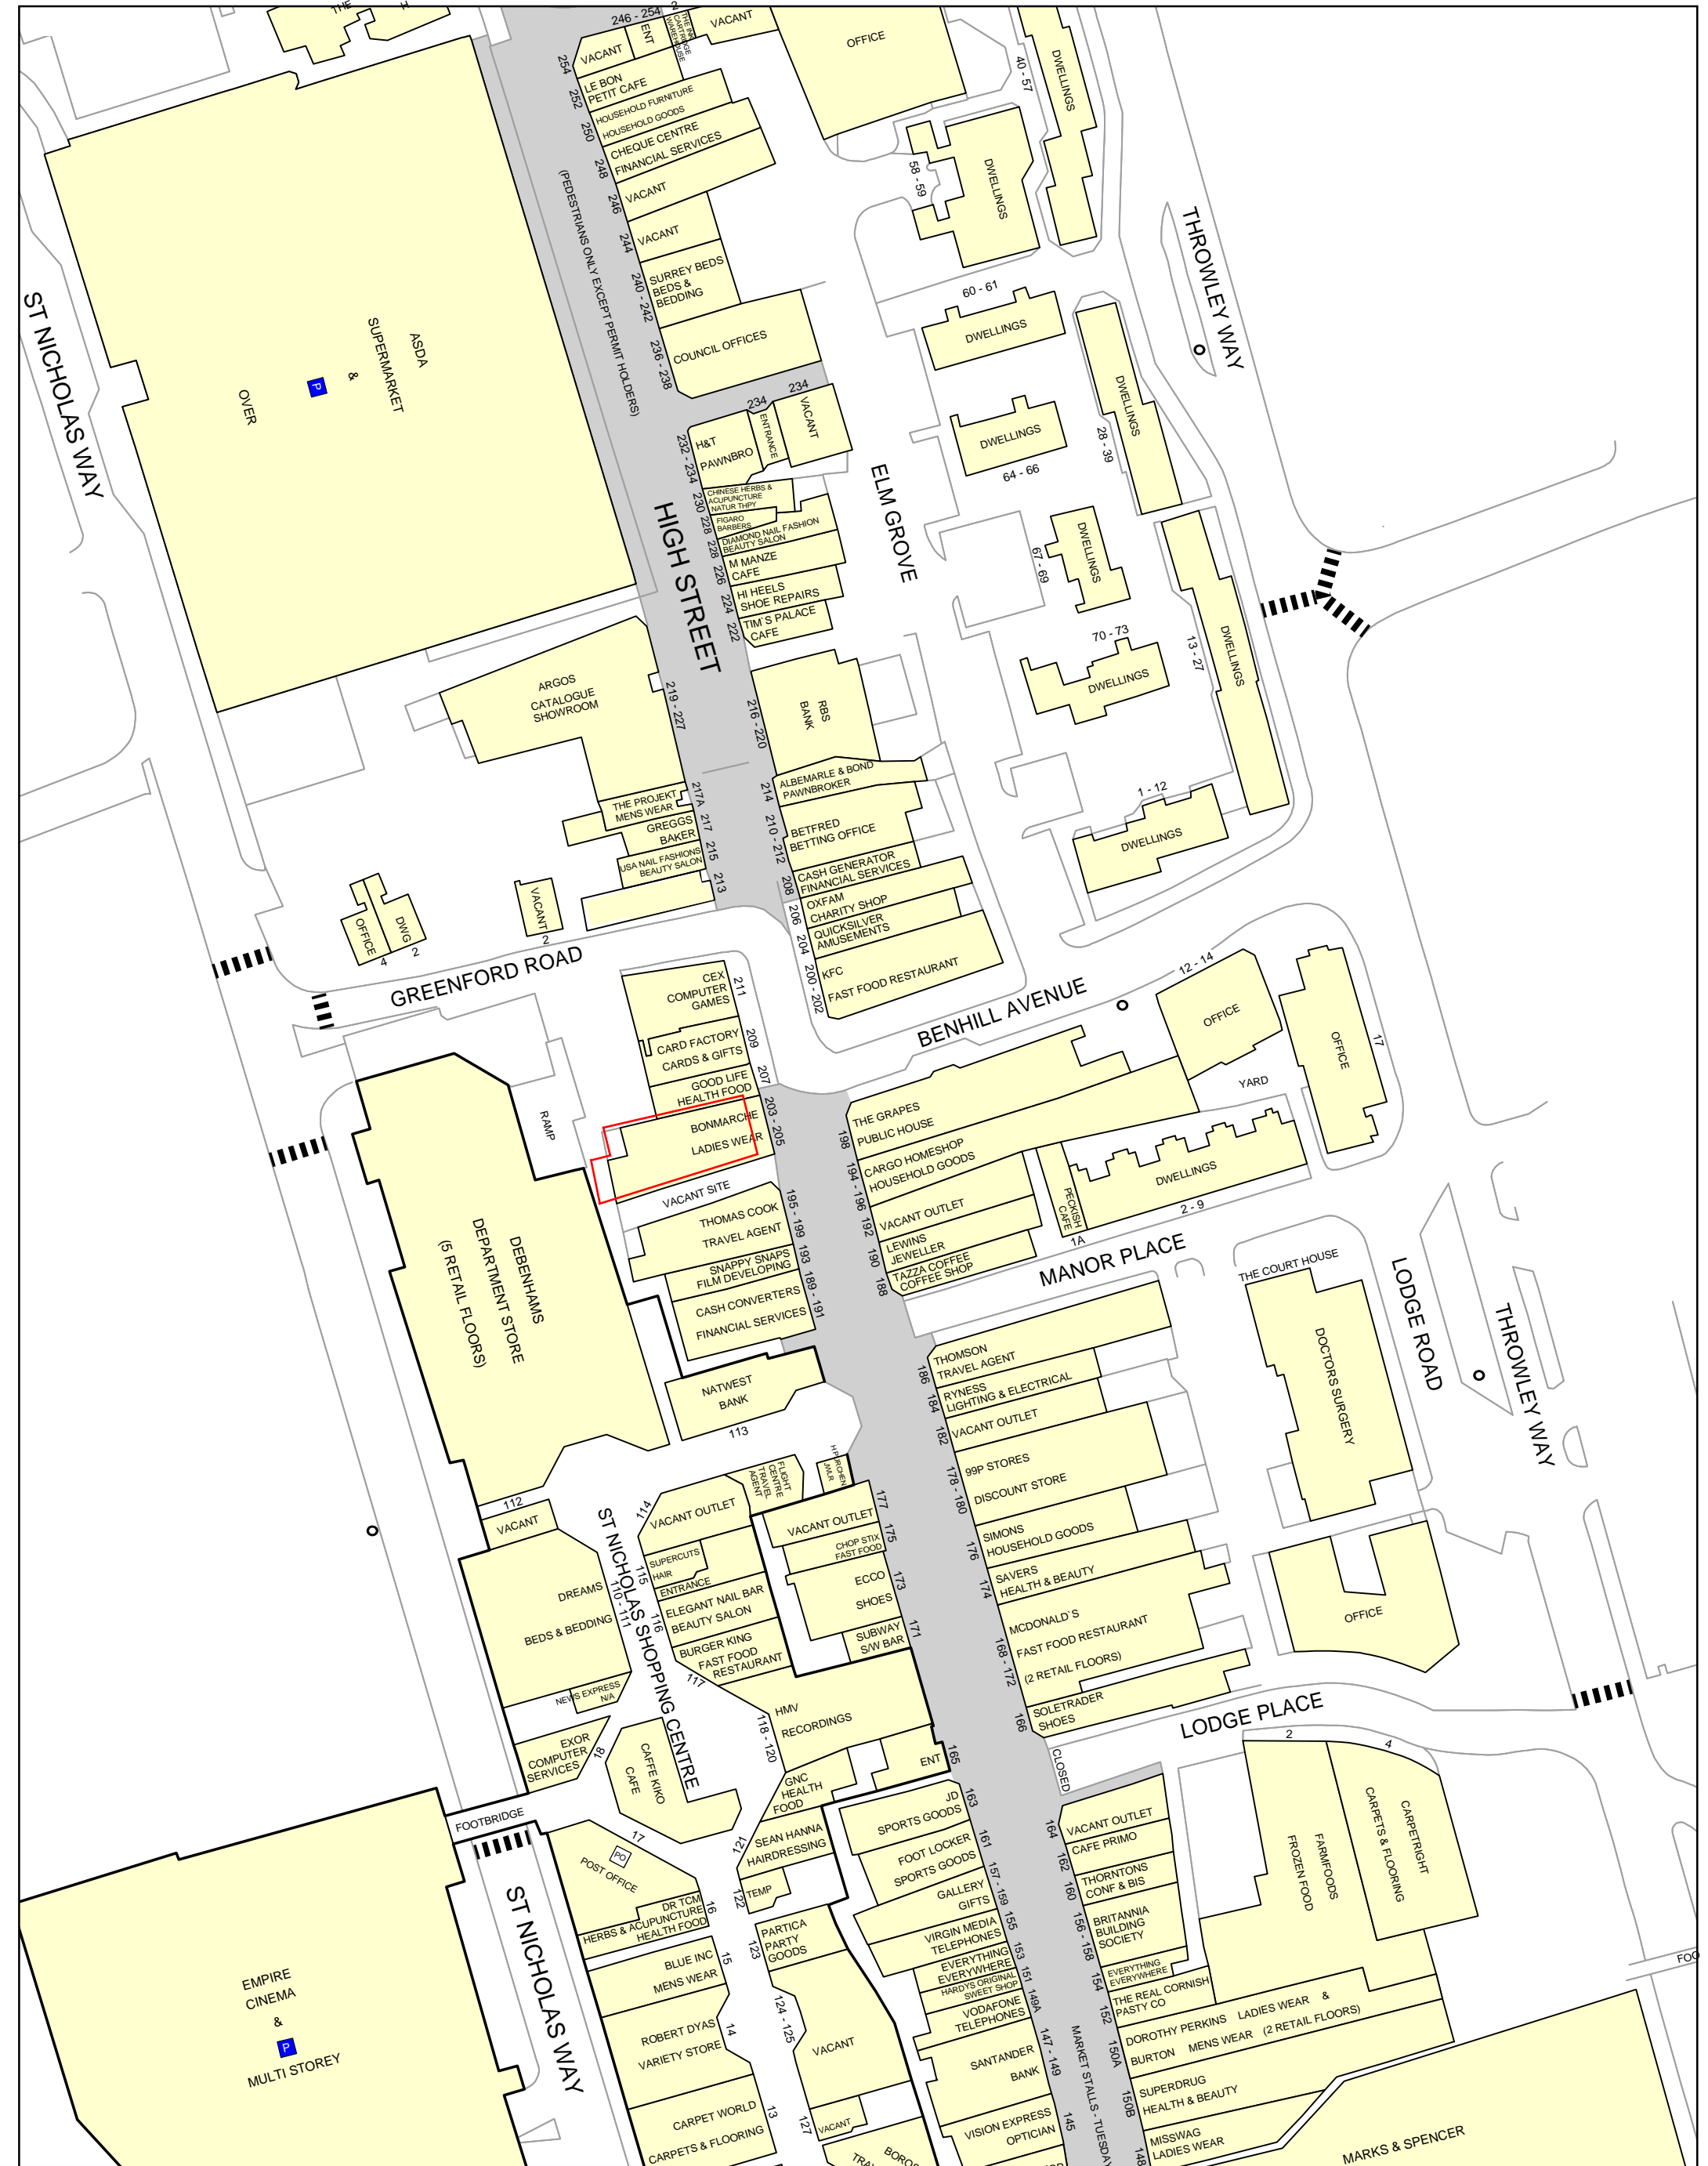 THE
246 - 254
VACANT
ENT
THE INK
CARTRIDGE
WAREHOUSE
VACANT
OFFICE
40 - 57
DWELLINGS
254
LE BON
PETIT CAFE
252
HOUSEHOLD FURNITURE
HOUSEHOLD GOODS
250
CHEQUE CENTRE
FINANCIAL SERVICES
248
VACANT
246
VACANT
244
SURREY BEDS
BEDS &
BEDDING
240 - 242
COUNCIL OFFICES
236 - 238
(PEDESTRIANS ONLY EXCEPT PERMIT HOLDERS)
58 - 59
DWELLINGS
THROWLEY WAY
60 - 61
DWELLINGS
DWELLINGS
28 - 39
DWELLINGS
64 - 66
ST NICHOLAS WAY
ASDA
SUPERMARKET
&
P
OVER
234
234
H&T
PAWNBRO
ENTRANCE
VACANT
232 - 234
CHINESE HERBS &
ACUPUNCTURE
NATUR THPY
230
FIGARO
BARBERS
228
DIAMOND NAIL FASHION
BEAUTY SALON
228
M MANZE
CAFE
226
HI HEELS
SHOE REPAIRS
224
TIM`S PALACE
CAFE
222
HIGH STREET
ELM GROVE
67 - 69
DWELLINGS
13 - 27
DWELLINGS
70 - 73
DWELLINGS
1 - 12
DWELLINGS
ARGOS
CATALOGUE
SHOWROOM
219 - 227
RBS
BANK
216 - 220
ALBEMARLE & BOND
PAWNBROKER
214
BETFRED
BETTING OFFICE
210 - 212
CASH GENERATOR
FINANCIAL SERVICES
208
OXFAM
CHARITY SHOP
206
QUICKSILVER
AMUSEMENTS
204
KFC
FAST FOOD RESTAURANT
200 - 202
THE PROJEKT
MENS WEAR
217A
GREGGS
BAKER
217
USA NAIL FASHIONS
BEAUTY SALON
215
213
OFFICE
4
DWG
2
VACANT
2
GREENFORD ROAD
BENHILL AVENUE
12 - 14
OFFICE
OFFICE
17
YARD
CEX
COMPUTER
GAMES
211
CARD FACTORY
CARDS & GIFTS
209
GOOD LIFE
HEALTH FOOD
207
BONMARCHE
LADIES WEAR
203 - 205
RAMP
VACANT SITE
THOMAS COOK
TRAVEL AGENT
195 - 199
SNAPPY SNAPS
FILM DEVELOPING
193
CASH CONVERTERS
FINANCIAL SERVICES
189 - 191
NATWEST
BANK
113
DEBENHAMS
DEPARTMENT STORE
(5 RETAIL FLOORS)
THE GRAPES
PUBLIC HOUSE
198
CARGO HOMESHOP
HOUSEHOLD GOODS
194 - 196
VACANT OUTLET
192
LEWINS
JEWELLER
190
TAZZA COFFEE
COFFEE SHOP
188
PECKISH
CAFE
1A
DWELLINGS
2 - 9
MANOR PLACE
THE COURT HOUSE
DOCTORS SURGERY
LODGE ROAD
THROWLEY WAY
THOMSON
TRAVEL AGENT
186
RYNESS
LIGHTING & ELECTRICAL
184
VACANT OUTLET
182
99P STORES
DISCOUNT STORE
178 - 180
SIMONS
HOUSEHOLD GOODS
176
SAVERS
HEALTH & BEAUTY
174
MCDONALD`S
FAST FOOD RESTAURANT
(2 RETAIL FLOORS)
168 - 172
SOLETRADER
SHOES
166
OFFICE
LODGE PLACE
CLOSED
112
VACANT
ST NICHOLAS SHOPPING CENTRE
114
VACANT OUTLET
FLIGHT
CENTRE
TRAVEL
AGENT
VACANT OUTLET
177
CHOP STIX
FAST FOOD
175
ECCO
SHOES
173
SUBWAY
S/W BAR
171
SUPERCUTS
HAIR
115
ENTRANCE
ELEGANT NAIL BAR
BEAUTY SALON
116
BURGER KING
FAST FOOD
RESTAURANT
117
DREAMS
BEDS & BEDDING
110 - 111
NEWS EXPRESS
N/A
EXOR
COMPUTER
SERVICES
18
CAFFE KIKO
CAFE
HMV
RECORDINGS
118 - 120
ENT
165
GNC
HEALTH
FOOD
SEAN HANNA
HAIRDRESSING
121
TEMP
122
JD
SPORTS GOODS
163
FOOT LOCKER
SPORTS GOODS
161
GALLERY
GIFTS
157 - 159
VIRGIN MEDIA
TELEPHONES
155
EVERYTHING
EVERYWHERE
153
HARDYS ORIGINAL
SWEET SHOP
151
VODAFONE
TELEPHONES
149A
SANTANDER
BANK
147 - 149
VISION EXPRESS
OPTICIAN
145
FOOTBRIDGE
17
PO
POST OFFICE
DR TCM
HERBS & ACUPUNCTURE
HEALTH FOOD
16
BLUE INC
MENS WEAR
15
ROBERT DYAS
VARIETY STORE
14
CARPET WORLD
CARPETS & FLOORING
13
PARTICA
PARTY
GOODS
123
VACANT
124 - 125
VACANT
127
ST NICHOLAS WAY
EMPIRE
CINEMA
&
P
MULTI STOREY
VACANT OUTLET
164
CAFE PRIMO
162
THORNTONS
CONF & BIS
160
BRITANNIA
BUILDING
SOCIETY
156 - 158
EVERYTHING
EVERYWHERE
154
THE REAL CORNISH
PASTY CO
152
DOROTHY PERKINS LADIES WEAR &
BURTON MENS WEAR (2 RETAIL FLOORS)
150A
SUPERDRUG
HEALTH & BEAUTY
150B
MISSWAG
LADIES WEAR
148
MARKS & SPENCER
MARKET STALLS - TUESDAY
2
4
FARMFOODS
FROZEN FOOD
CARPETRIGHT
CARPETS & FLOORING
FOO